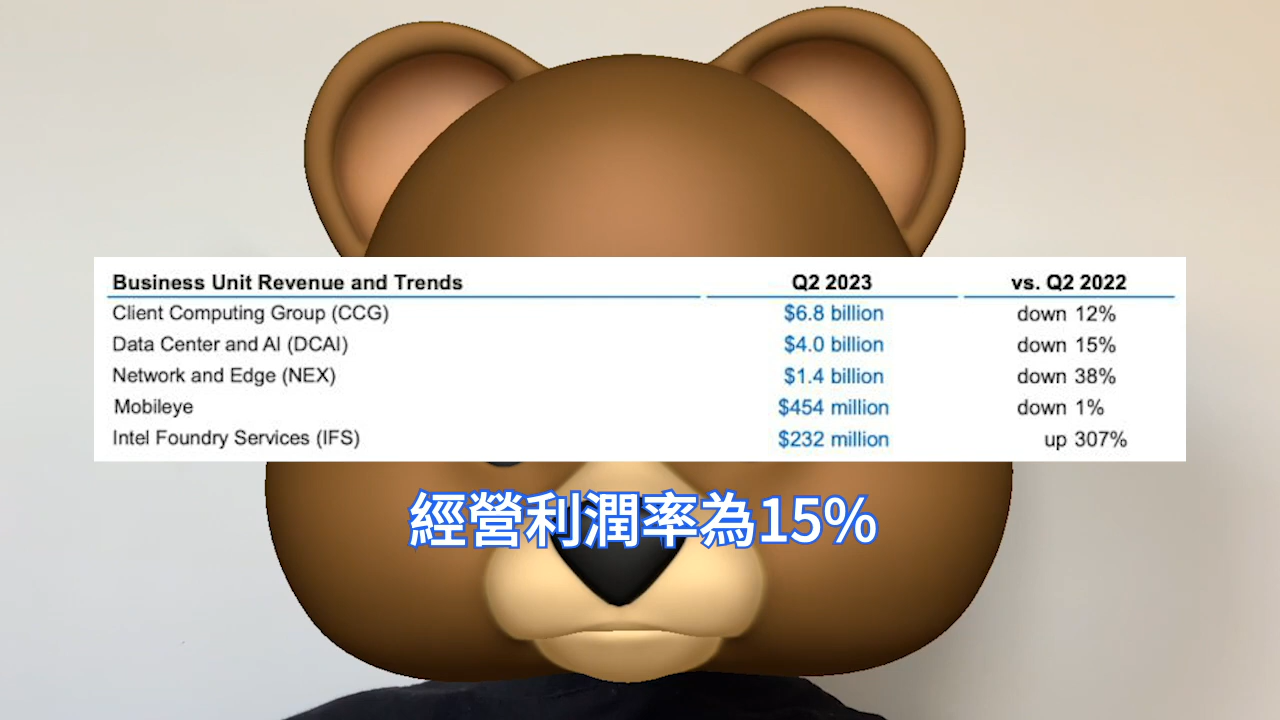 Business Unit Revenue and Trends Q2 2023 vs. Q2 2022
Client Computing Group (CCG) $6.8 billion down 12%
Data Center and AI (DCAI) $4.0 billion down 15%
Network and Edge (NEX) $1.4 billion down 38%
Mobileye $454 million down 1%
Intel Foundry Services (IFS) $232 million up 307%
經營利潤率為15%